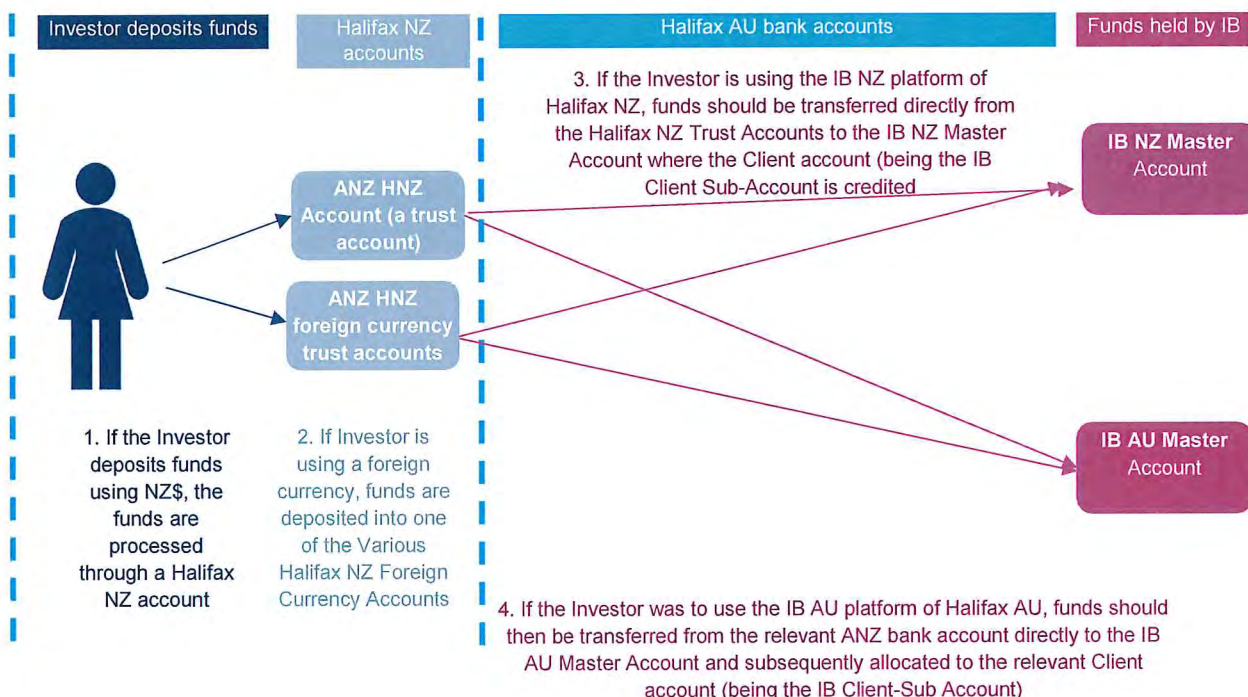 Investor deposits funds
Halifax NZ
accounts
Halifax AU bank accounts
Funds held by IB
3. If the Investor is using the IB NZ platform of
Halifax NZ, funds should be transferred directly from
the Halifax NZ Trust Accounts to the IB NZ Master
Account where the Client account (being the IB
Client Sub-Account is credited
IB NZ Master
Account
ANZ HNZ
Account (a trust
account)
ANZ HNZ
foreign currency
trust accounts
IB AU Master
Account
1. If the Investor
deposits funds
using NZ$, the
funds are
processed
through a Halifax
NZ account
2. If Investor is
using a foreign
currency, funds are
deposited into one
of the Various
Halifax NZ Foreign
Currency Accounts
4. If the Investor was to use the IB AU platform of Halifax AU, funds should
then be transferred from the relevant ANZ bank account directly to the IB
AU Master Account and subsequently allocated to the relevant Client
account (being the IB Client-Sub Account)